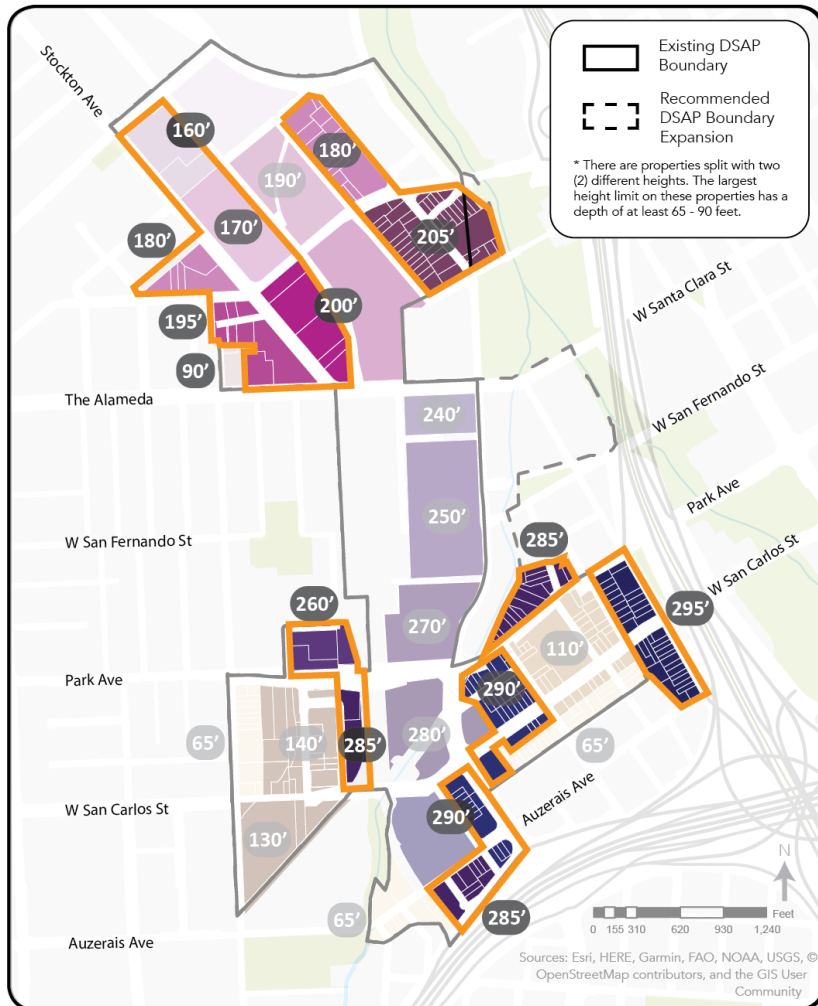 Existing DSAP
Boundary
Recommended
DSAP Boundary
Expansion
* There are properties split with two
(2) different heights. The largest
height limit on these properties has a
depth of at least 65 - 90 feet.
Stockton Ave
160’
180’
190’
170’
180’
205’
200’
195’
90’
W Santa Clara St
The Alameda
W San Fernando St
240’
250’
Park Ave
W San Fernando St
285’
W San Carlos St
260’
295’
270’
110’
Park Ave
290’
65’
140’
285’
280’
65’
W San Carlos St
290’
Auzerais Ave
130’
N
65’
285’
Feet
0 155 310 620 930 1,240
Auzerais Ave
Sources: Esri, HERE, Garmin, FAO, NOAA, USGS, ©
OpenStreetMap contributors, and the GIS User
Community